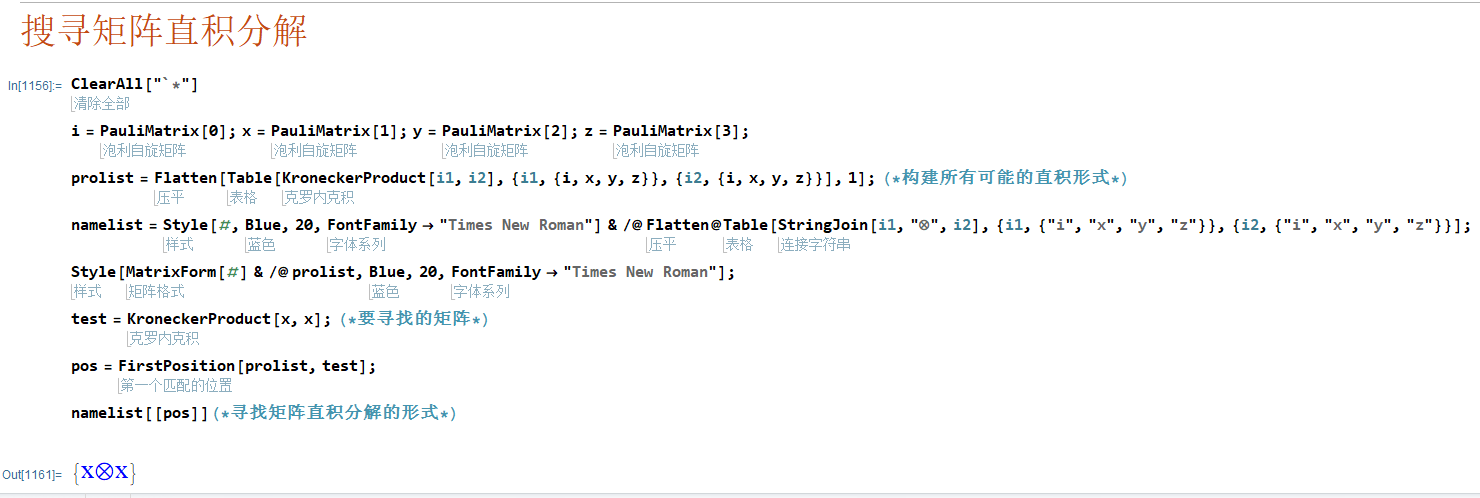 搜寻矩阵直积分解
In[1156]:= ClearAll["`*"]
清除全部
i = PauliMatrix[0]; x = PauliMatrix[1]; y = PauliMatrix[2]; z = PauliMatrix[3];
泡利自旋矩阵 泡利自旋矩阵 泡利自旋矩阵 泡利自旋矩阵
prolist = Flatten[Table[KroneckerProduct[i1, i2], {i1, {i, x, y, z}}, {i2, {i, x, y, z}}], 1]; (*构建所有可能的直积形式*)
压平 表格 克罗内克积
namelist = Style[#, Blue, 20, FontFamily → "Times New Roman"] & /@ Flatten@Table[StringJoin[i1, "⊗", i2], {i1, {"i", "x", "y", "z"}}, {i2, {"i", "x", "y", "z"}}];
样式 蓝色 字体系列 压平 表格 连接字符串
Style[MatrixForm[#] & /@ prolist, Blue, 20, FontFamily → "Times New Roman"];
样式 矩阵格式 蓝色 字体系列
test = KroneckerProduct[x, x]; (*要寻找的矩阵*)
克罗内克积
pos = FirstPosition[prolist, test];
第一个匹配的位置
namelist[[pos]] (*寻找矩阵直积分解的形式*)
Out[1161]= {x⊗x}